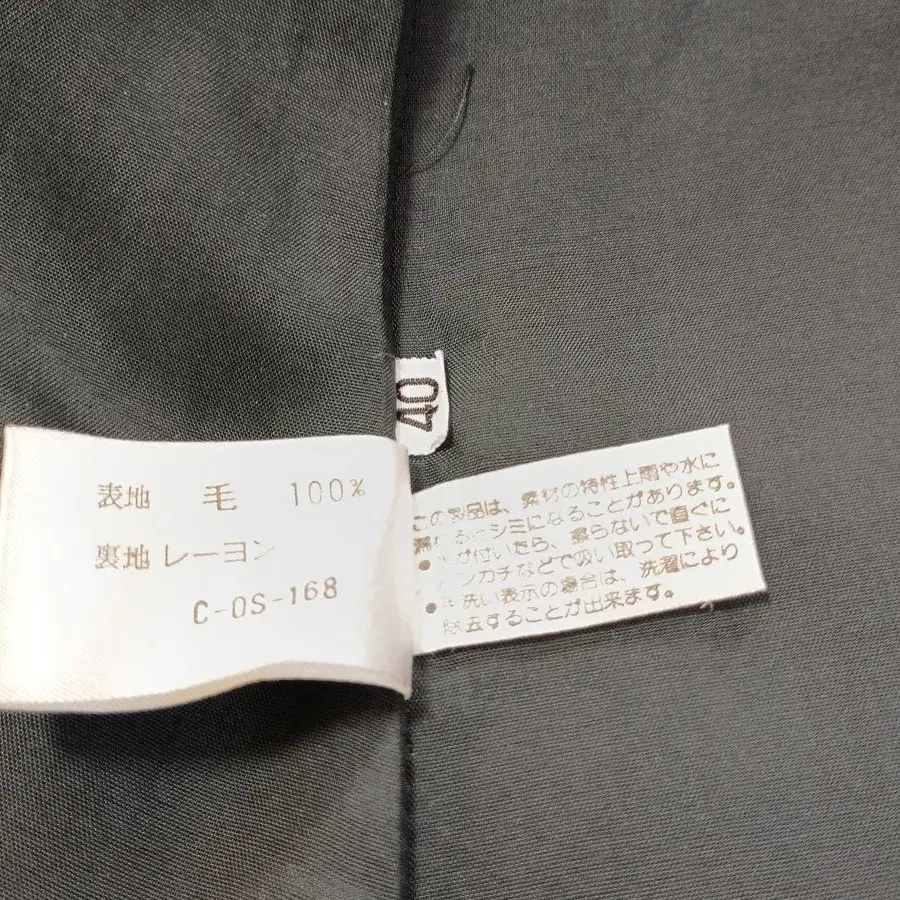 40
表地 毛 100%
裏地 レーヨン
C-OS-168
この製品は、素材の特性上雨や水に
濡れるとシミになることがあります。
• が付いたら、擦らないで直ぐに
ハンカチなどで吸い取って下さい。
• 手洗い表示の場合は、洗濯により
除去することが出来ます。